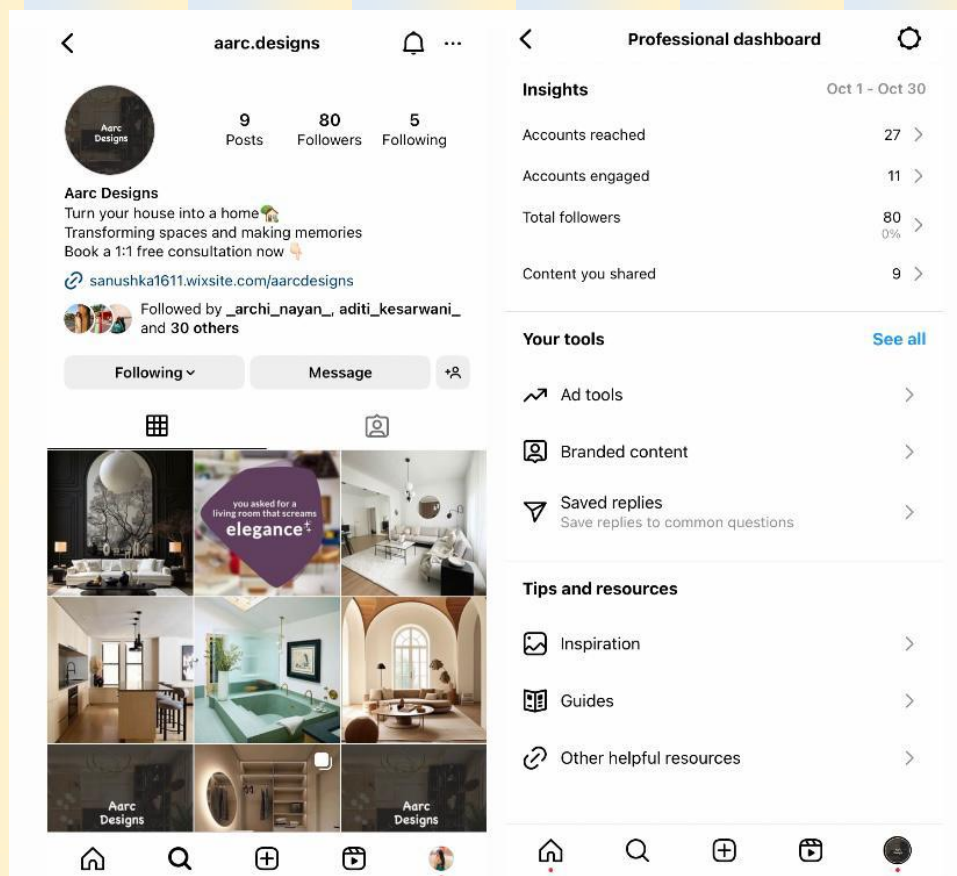 aarc.designs
Aarc
Designs
9
Posts
80
Followers
5
Following
Aarc Designs
Turn your house into a home🏡
Transforming spaces and making memories
Book a 1:1 free consultation now 👇🏻
sanushka1611.wixsite.com/aarcdesigns
Followed by _archi_nayan_, aditi_kesarwani_
and 30 others
Following
Message
you asked for a
living room that screams
elegance
Aarc
Designs
Aarc
Designs
Professional dashboard
Insights
Oct 1 - Oct 30
Accounts reached
27
Accounts engaged
11
Total followers
80
0%
Content you shared
9
Your tools
See all
Ad tools
Branded content
Saved replies
Save replies to common questions
Tips and resources
Inspiration
Guides
Other helpful resources